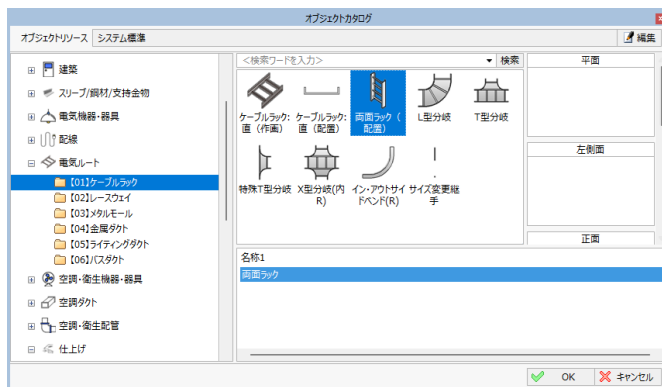 オブジェクトカタログ
オブジェクトリソース システム標準 編集
建築
スリーブ/鋼材/支持金物
電気機器・器具
配線
電気ルート
【01】ケーブルラック
【02】レースウェイ
【03】メタルモール
【04】金属ダクト
【05】ライティングダクト
【06】バスダクト
空調・衛生機器・器具
空調ダクト
空調・衛生配管
仕上げ
<検索ワードを入力> 検索
ケーブルラック:
直（作画）
ケーブルラック:
直（配置）
両面ラック（
配置）
L型分岐
T型分岐
特殊T型分岐
X型分岐(内
R)
イン・アウトサイ
ドベンド(R)
サイズ変更継
手
名称1
両面ラック
平面
左側面
正面
OK キャンセル